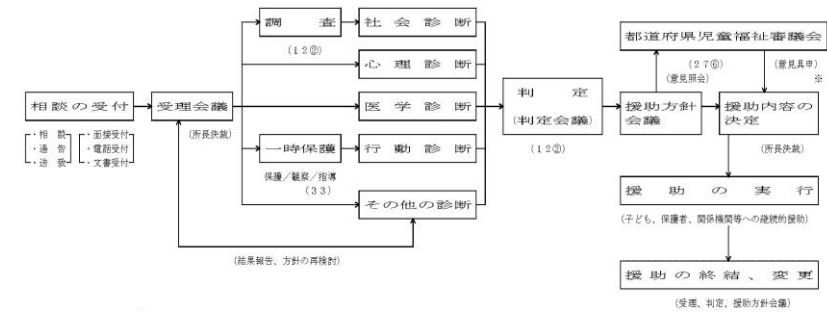 都道府県児童福祉審議会
調 査
社 会 診 断
(12②)
(27⑥)
(意見照会)
(意見具申)
※
心 理 診 断
相談の受付
受理会議
医 学 診 断
判 定
(判定会議)
援助方針
会議
援助内容の
決定
・相 談
・通 告
・送 致
・面接受付
・電話受付
・文書受付
(所長決裁)
一時保護
行 動 診 断
(12②)
(所長決裁)
保護/観察/指導
(33)
援 助 の 実 行
その他の診断
(子ども、保護者、関係機関等への継続的援助)
(結果報告、方針の再検討)
援助の終結、変更
(受理、判定、援助方針会議)